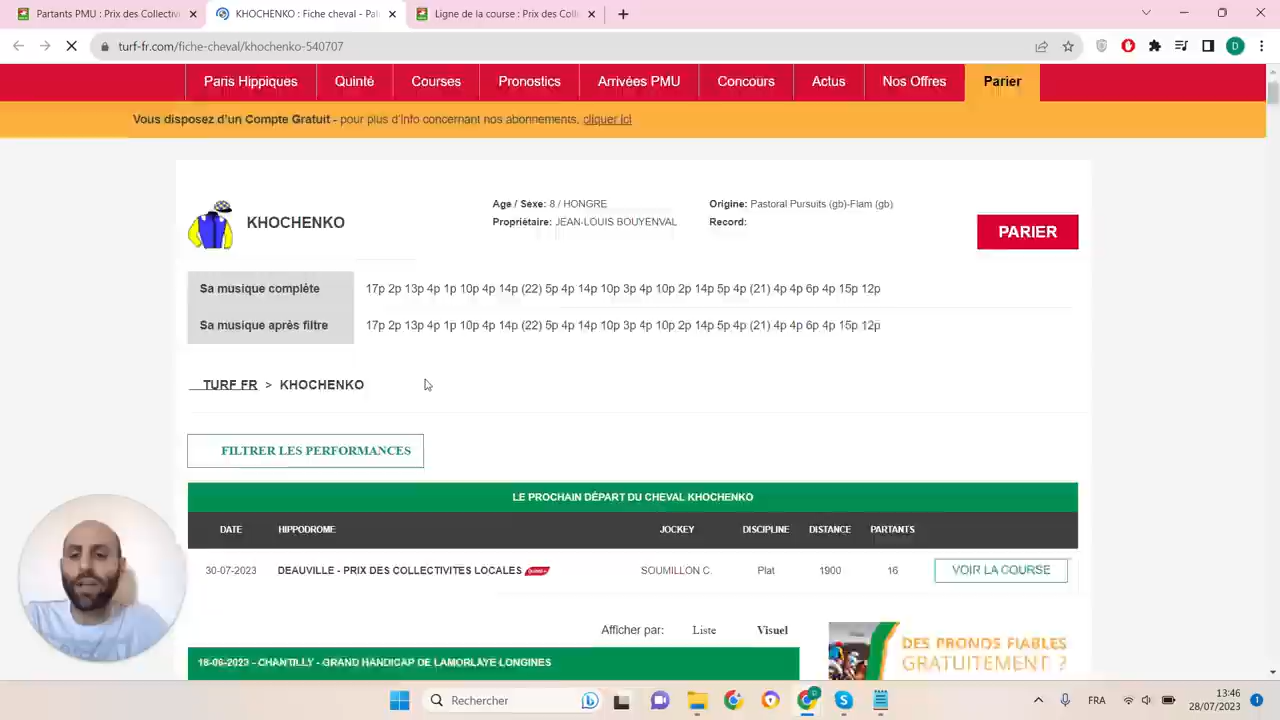 Partants PMU : Prix des Collectiv
KHOCHENKO : Fiche cheval - Pa
Ligne de la course : Prix des Coll
turf-fr.com/fiche-cheval/khochenko-540707
D
Paris Hippiques Quinté Courses Pronostics Arrivées PMU Concours Actus Nos Offres Parier
Vous disposez d'un Compte Gratuit - pour plus d'info concernant nos abonnements, cliquer ici
Age / Sexe: 8 / HONGRE Origine: Pastoral Pursuits (gb)-Flam (gb)
KHOCHENKO
Propriétaire: JEAN-LOUIS BOUYENVAL Record:
PARIER
Sa musique complète 17p 2p 13p 4p 1p 10p 4p 14p (22) 5p 4p 14p 10p 3p 4p 10p 2p 14p 5p 4p (21) 4p 4p 6p 4p 15p 12p
Sa musique après filtre 17p 2p 13p 4p 1p 10p 4p 14p (22) 5p 4p 14p 10p 3p 4p 10p 2p 14p 5p 4p (21) 4p 4p 6p 4p 15p 12p
TURF FR > KHOCHENKO
FILTRER LES PERFORMANCES
LE PROCHAIN DÉPART DU CHEVAL KHOCHENKO
DATE HIPPODROME JOCKEY DISCIPLINE DISTANCE PARTANTS
30-07-2023 DEAUVILLE - PRIX DES COLLECTIVITES LOCALES SOUMILLON C. Plat 1900 16 VOIR LA COURSE
Afficher par: Liste Visuel
DES PRONOS FIABLES
GRATUITEMENT ?
18-06-2023 - CHANTILLY - GRAND HANDICAP DE LAMORLAYE LONGINES
Rechercher
FRA
13:46
28/07/2023